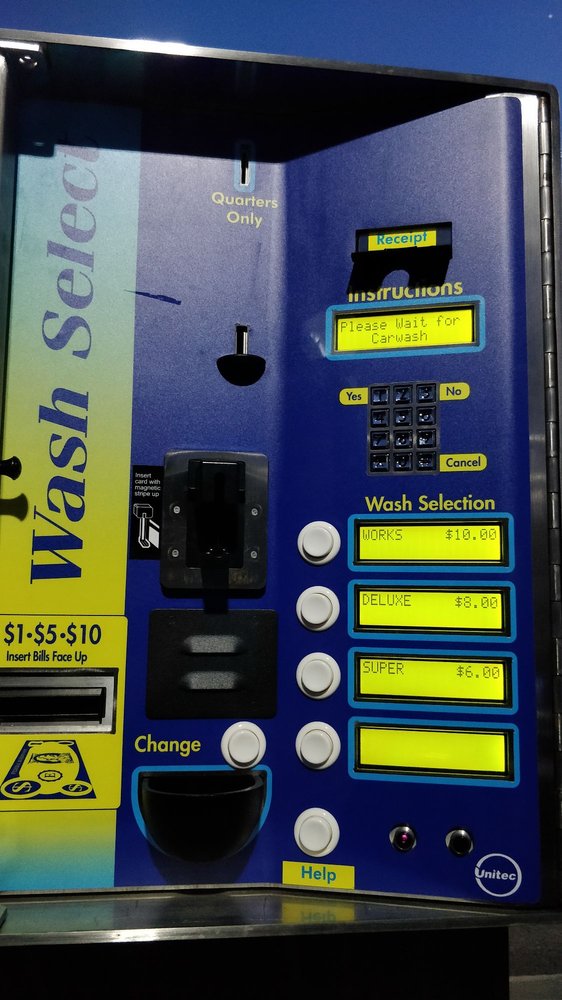 Wash Select
Quarters
Only
Receipt
Instructions
Please Wait for
Carwash
Yes
No
Cancel
Insert
card with
magnetic
stripe up
Wash Selection
WORKS $10.00
DELUXE $8.00
SUPER $6.00
$1·$5·$10
Insert Bills Face Up
Change
Help
Unitec